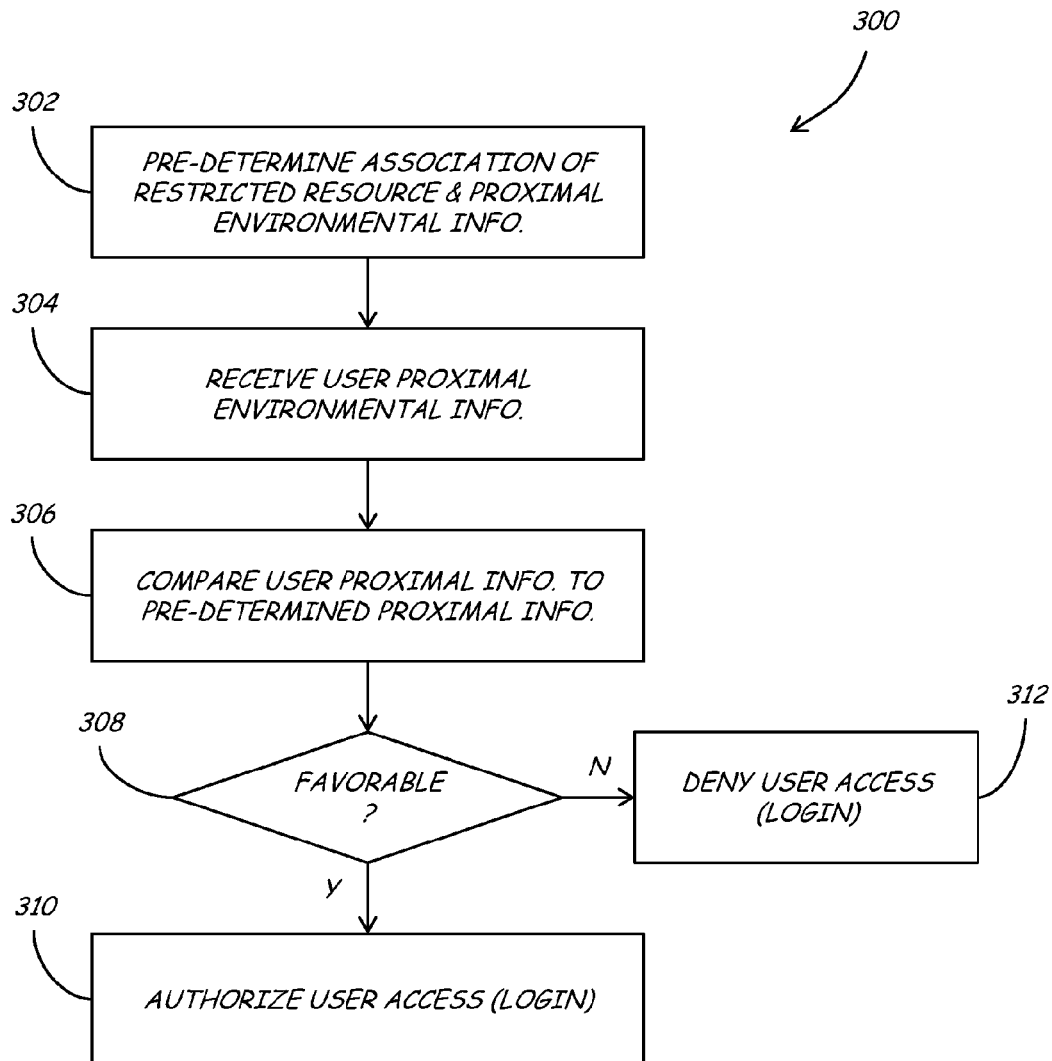 300
302
PRE-DETERMINE ASSOCIATION OF
RESTRICTED RESOURCE & PROXIMAL
ENVIRONMENTAL INFO.
304
RECEIVE USER PROXIMAL
ENVIRONMENTAL INFO.
306
COMPARE USER PROXIMAL INFO. TO
PRE-DETERMINED PROXIMAL INFO.
308
FAVORABLE
?
N
312
DENY USER ACCESS
(LOGIN)
Y
310
AUTHORIZE USER ACCESS (LOGIN)